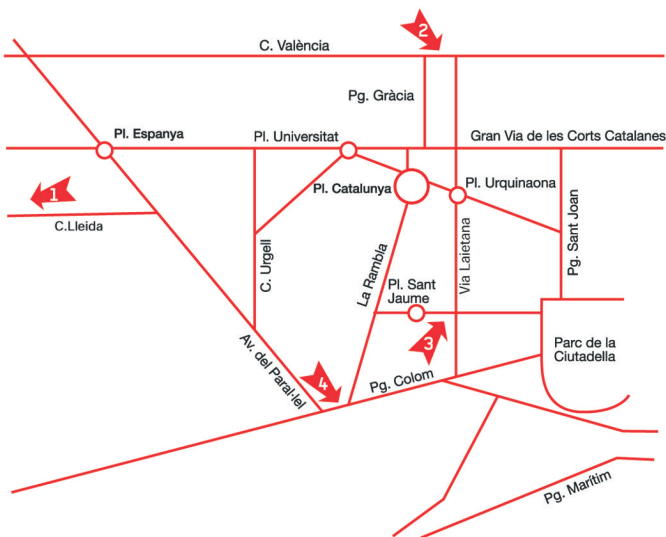 2
C. València
Pg. Gràcia
Pl. Espanya
Pl. Universitat
Gran Via de les Corts Catalanes
1
Pl. Catalunya
Pl. Urquinaona
C.Lleida
C. Urgell
La Rambla
Via Laietana
Pg. Sant Joan
Pl. Sant
Jaume
3
Parc de la
Ciutadella
Av. del Paral·lel
4
Pg. Colom
Pg. Marítim